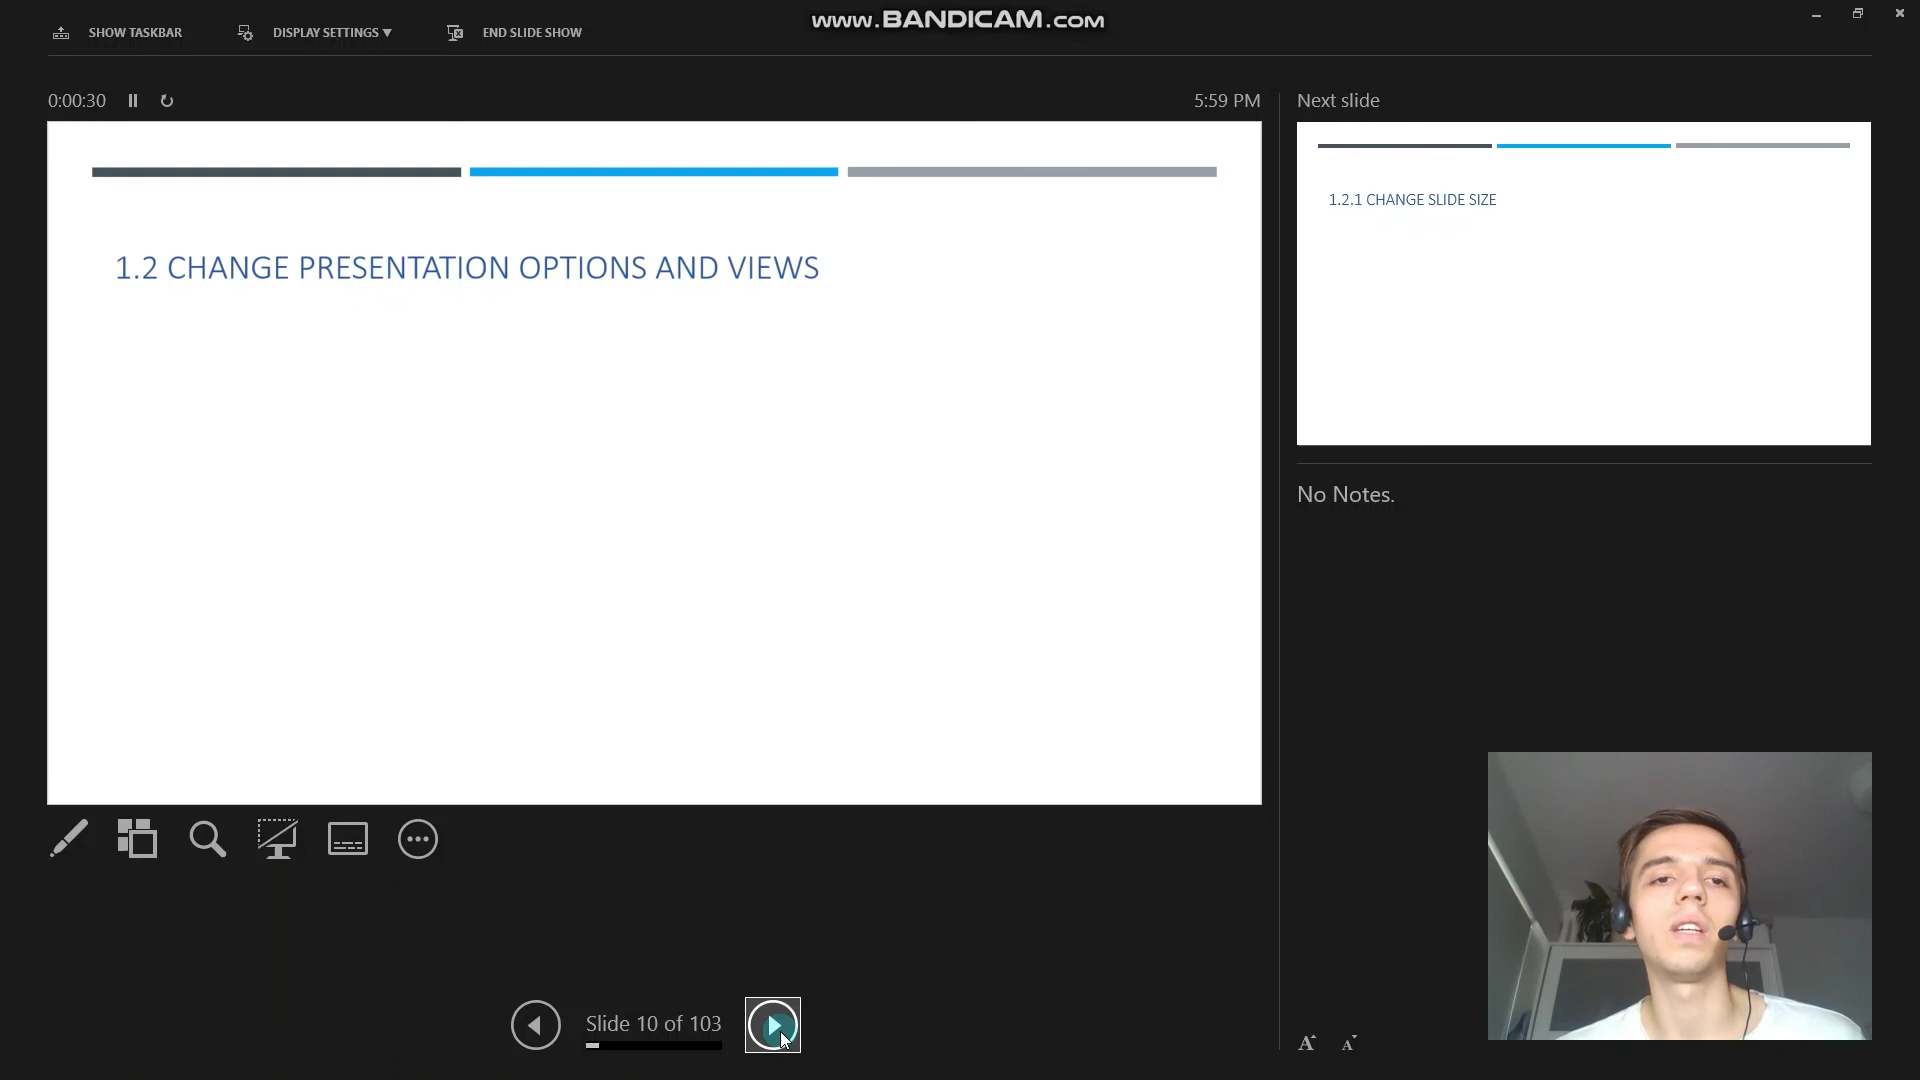 www.BANDICAM.com
SHOW TASKBAR
DISPLAY SETTINGS ▼
END SLIDE SHOW
0:00:30
5:59 PM
Next slide
1.2 CHANGE PRESENTATION OPTIONS AND VIEWS
1.2.1 CHANGE SLIDE SIZE
No Notes.
Slide 10 of 103
A A